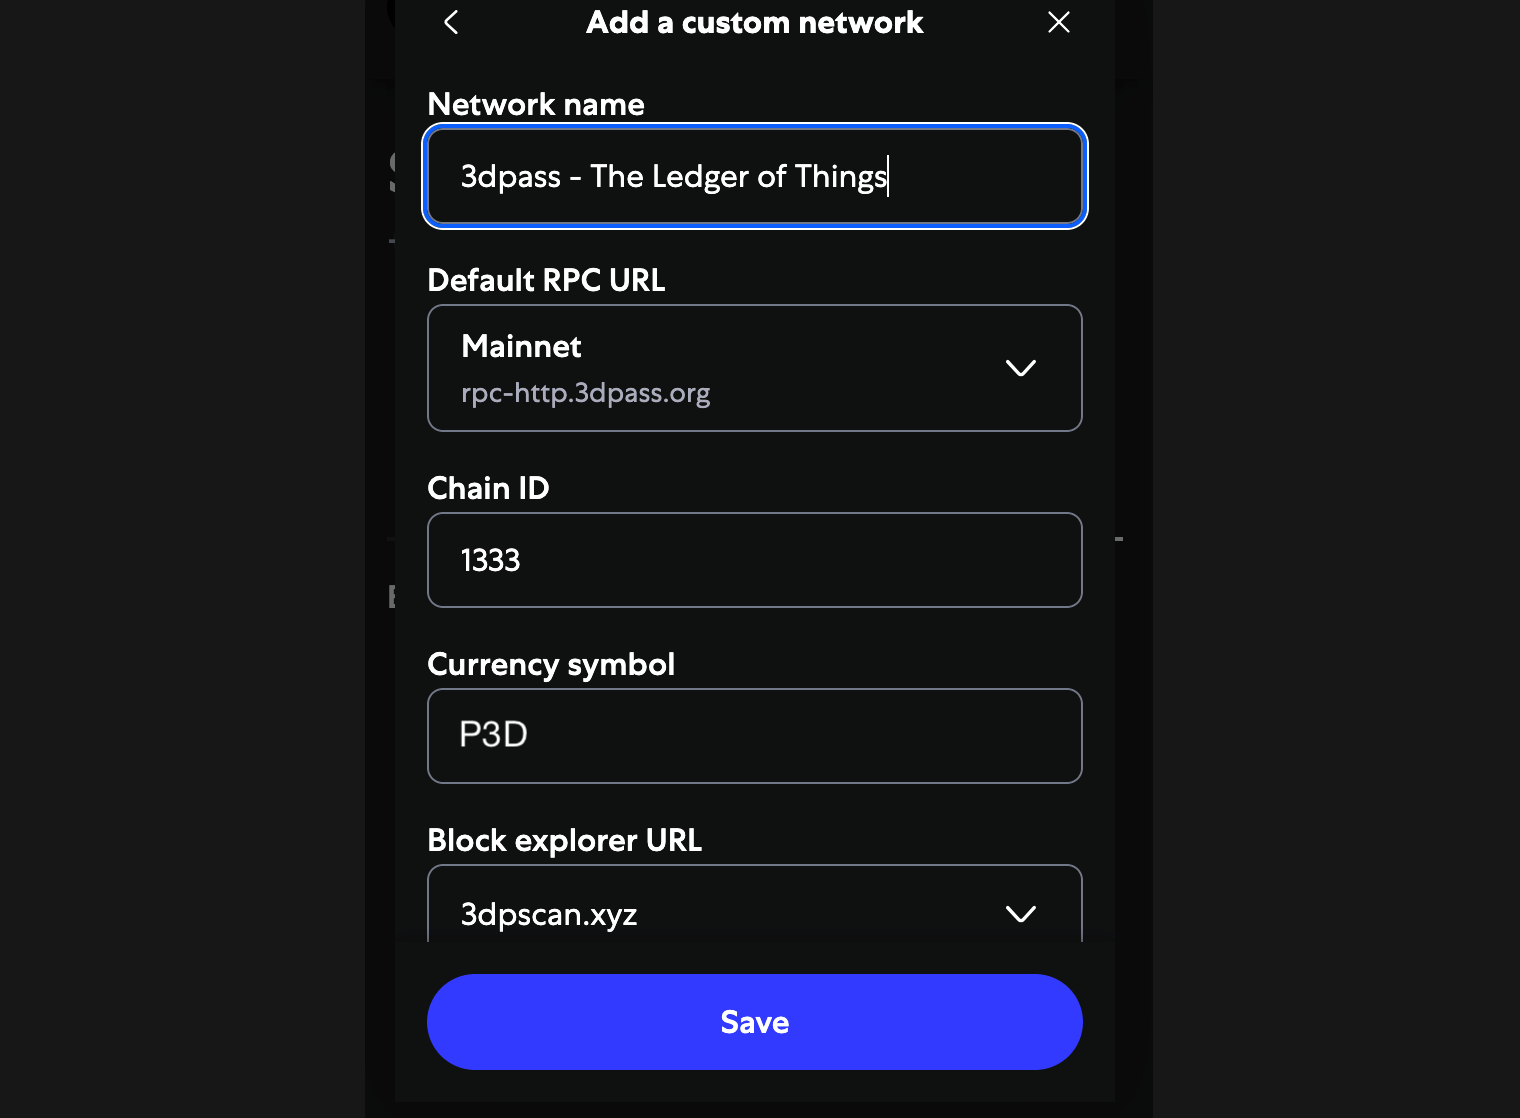 Add a custom network
Network name
3dpass - The Ledger of Things
Default RPC URL
Mainnet
rpc-http.3dpass.org
Chain ID
1333
Currency symbol
P3D
Block explorer URL
3dpscan.xyz
Save